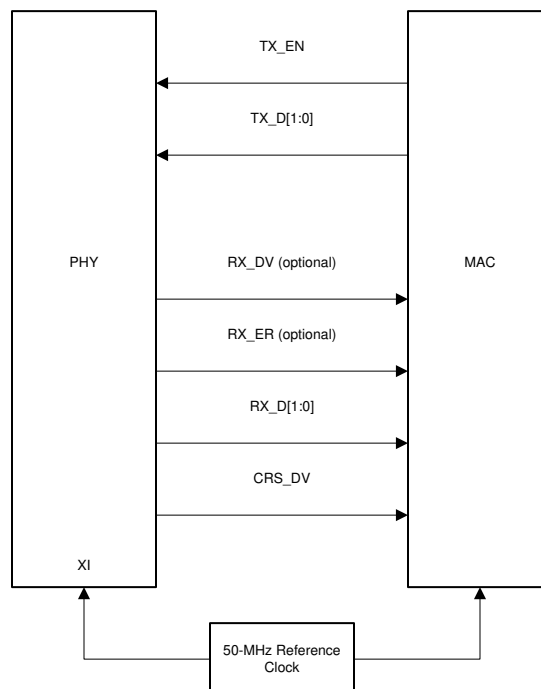 TX_EN
TX_D[1:0]
PHY
RX_DV (optional)
MAC
RX_ER (optional)
RX_D[1:0]
CRS_DV
XI
50-MHz Reference
Clock